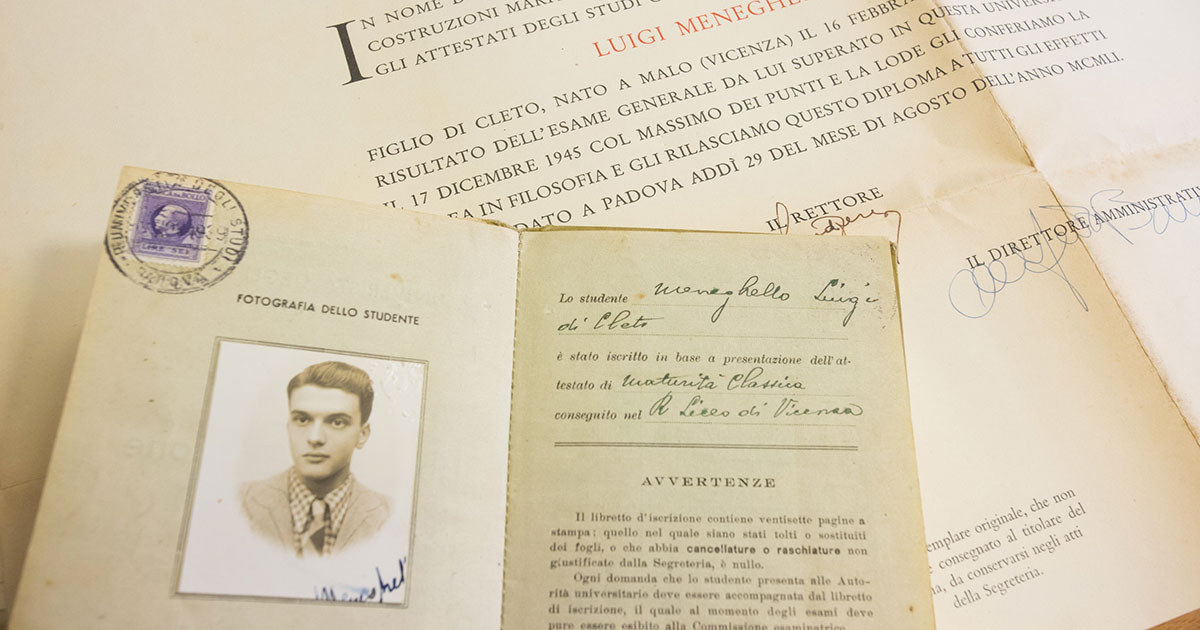 IN NOME D
COSTRUZIONI MARI
GLI ATTESTATI DEGLI STUDI
LUIGI MENEGHE
FIGLIO DI CLETO, NATO A MALO (VICENZA) IL 16 FEBBRA
RISULTATO DELL'ESAME GENERALE DA LUI SUPERATO IN QUESTA UNIVERSI
IL 17 DICEMBRE 1945 COL MASSIMO DEI PUNTI E LA LODE GLI CONFERIAMO LA
EA IN FILOSOFIA E GLI RILASCIAMO QUESTO DIPLOMA A TUTTI GLI EFFETTI
DATO A PADOVA ADDÌ 29 DEL MESE DI AGOSTO DELL'ANNO MCMLI.
IL RETTORE
IL DIRETTORE AMMINISTRATI
STUDI
FOTOGRAFIA DELLO STUDENTE
Lo studente Meneghello Luigi
di Cleto
è stato iscritto in base a presentazione dell'at-
testato di maturità Classica
conseguito nel R Liceo di Vicenza
AVVERTENZE
Il libretto d'iscrizione contiene ventisette pagine a
stampa: quello nel quale siano stati tolti o sostituiti
dei fogli, o che abbia cancellature o raschiature non
giustificate dalla Segreteria, è nullo.
Ogni domanda che lo studente presenta alle Auto-
rità universitarie deve essere accompagnata dal libretto
di iscrizione, il quale al momento degli esami deve
pure essere esibito alla Commissione esaminatrice.
emplare originale, che non
e consegnato al titolare del
na, da conservarsi negli atti
della Segreteria.